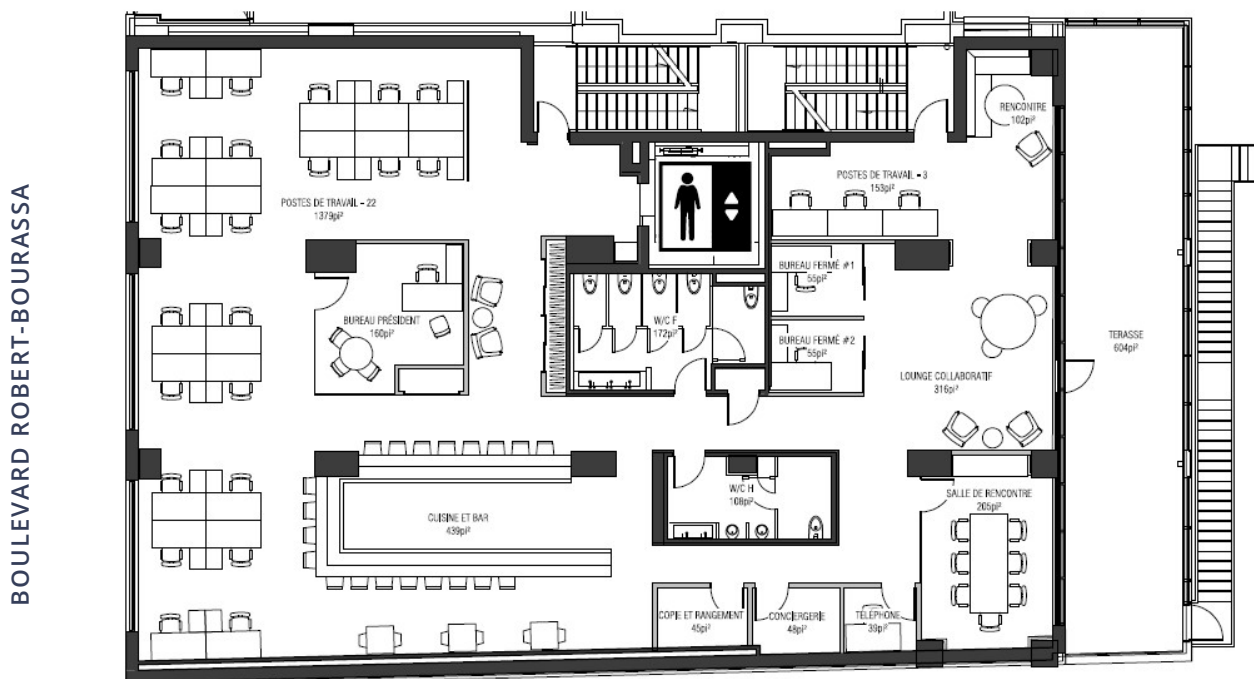 BOULEVARD ROBERT-BOURASSA
RENCONTRE
102pi²
POSTES DE TRAVAIL - 3
153pi²
POSTES DE TRAVAIL - 22
1379pi²
BUREAU FERMÉ #1
55pi²
BUREAU PRÉSIDENT
160pi²
W/C F
172pi²
BUREAU FERMÉ #2
55pi²
TERASSE
604pi²
LOUNGE COLLABORATIF
316pi²
W/C H
108pi²
SALLE DE RENCONTRE
205pi²
CUISINE ET BAR
439pi²
COPIE ET RANGEMENT
45pi²
CONCIERGERIE
48pi²
TÉLÉPHONE
39pi²